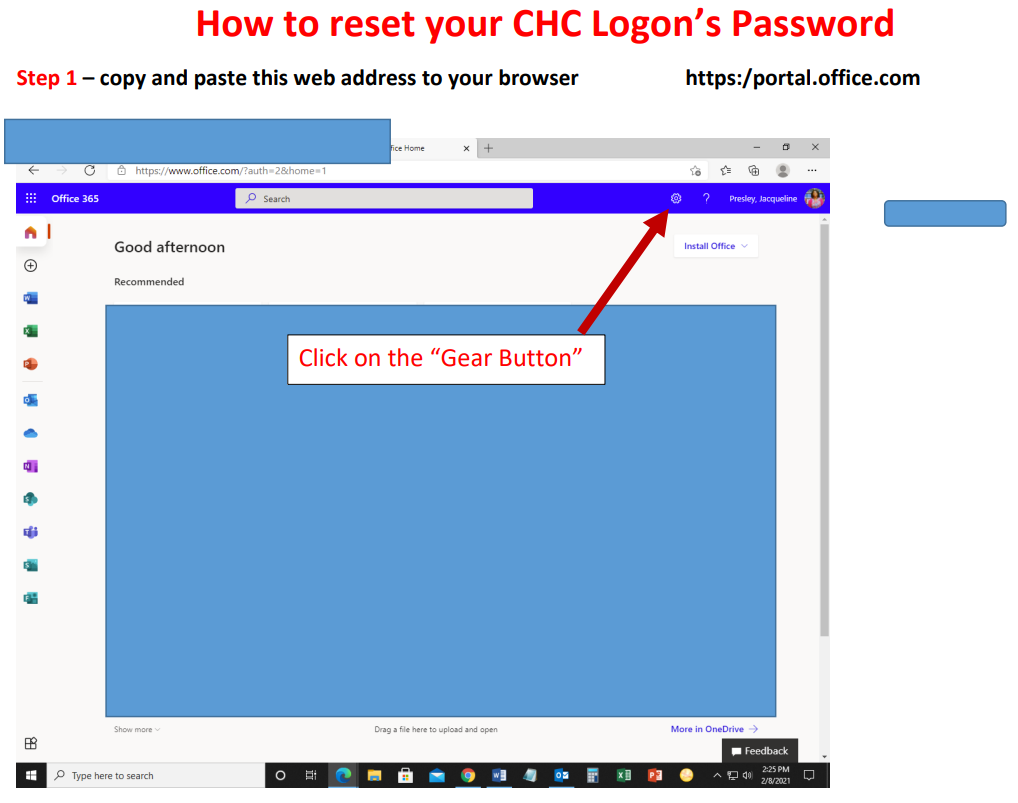 How to reset your CHC Logon’s Password
Step 1 – copy and paste this web address to your browser https:/portal.office.com
fice Home
https://www.office.com/?auth=2&home=1
Office 365 Search ? Presley, Jacqueline
Good afternoon Install Office
Recommended
Click on the “Gear Button”
Show more Drag a file here to upload and open More in OneDrive
Feedback
Type here to search 2:25 PM
2/8/2021